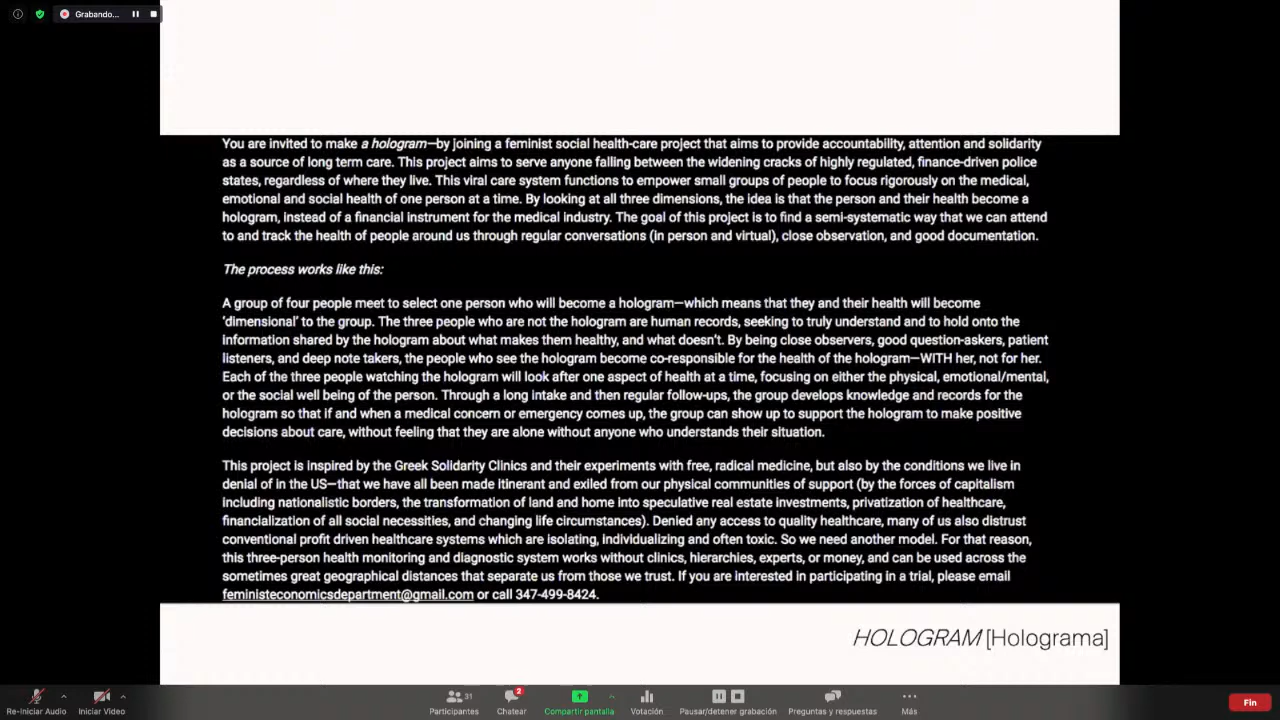 Grabando...
You are invited to make a hologram—by joining a feminist social health-care project that aims to provide accountability, attention and solidarity
as a source of long term care. This project aims to serve anyone falling between the widening cracks of highly regulated, finance-driven police
states, regardless of where they live. This viral care system functions to empower small groups of people to focus rigorously on the medical,
emotional and social health of one person at a time. By looking at all three dimensions, the idea is that the person and their health become a
hologram, instead of a financial instrument for the medical industry. The goal of this project is to find a semi-systematic way that we can attend
to and track the health of people around us through regular conversations (in person and virtual), close observation, and good documentation.
The process works like this:
A group of four people meet to select one person who will become a hologram—which means that they and their health will become
‘dimensional’ to the group. The three people who are not the hologram are human records, seeking to truly understand and to hold onto the
information shared by the hologram about what makes them healthy, and what doesn’t. By being close observers, good question-askers, patient
listeners, and deep note takers, the people who see the hologram become co-responsible for the health of the hologram—WITH her, not for her.
Each of the three people watching the hologram will look after one aspect of health at a time, focusing on either the physical, emotional/mental,
or the social well being of the person. Through a long intake and then regular follow-ups, the group develops knowledge and records for the
hologram so that if and when a medical concern or emergency comes up, the group can show up to support the hologram to make positive
decisions about care, without feeling that they are alone without anyone who understands their situation.
This project is inspired by the Greek Solidarity Clinics and their experiments with free, radical medicine, but also by the conditions we live in
denial of in the US—that we have all been made itinerant and exiled from our physical communities of support (by the forces of capitalism
including nationalistic borders, the transformation of land and home into speculative real estate investments, privatization of healthcare,
financialization of all social necessities, and changing life circumstances). Denied any access to quality healthcare, many of us also distrust
conventional profit driven healthcare systems which are isolating, individualizing and often toxic. So we need another model. For that reason,
this three-person health monitoring and diagnostic system works without clinics, hierarchies, experts, or money, and can be used across the
sometimes great geographical distances that separate us from those we trust. If you are interested in participating in a trial, please email
feministeconomicsdepartment@gmail.com or call 347-499-8424.
HOLOGRAM [Holograma]
31
2
Re-iniciar Audio
Iniciar Video
Participantes
Chatear
Compartir pantalla
Votación
Pausar/detener grabación
Preguntas y respuestas
Más
Fin